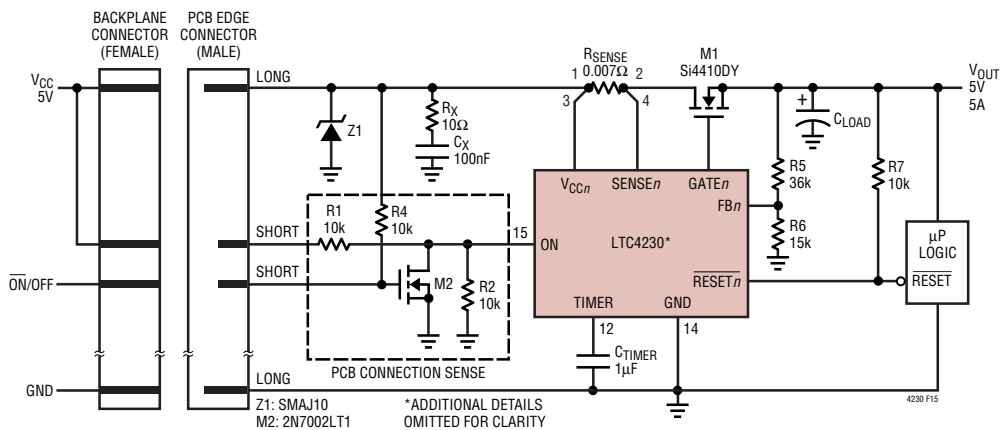 BACKPLANE
CONNECTOR
(FEMALE)
PCB EDGE
CONNECTOR
(MALE)
VCC
5V
LONG
Z1
RX
10Ω
CX
100nF
RSENSE
0.007Ω
1
2
3
4
M1
Si4410DY
VOUT
5V
5A
CLOAD
+
R5
36k
R7
10k
VCCn
SENSEn
GATEn
FBn
R6
15k
LTC4230*
15
ON
R1
10k
R4
10k
SHORT
SHORT
ON/OFF
M2
R2
10k
PCB CONNECTION SENSE
RESETn
µP
LOGIC
RESET
TIMER
GND
12
14
CTIMER
1µF
GND
LONG
Z1: SMAJ10
M2: 2N7002LT1
*ADDITIONAL DETAILS
OMITTED FOR CLARITY
4230 F15